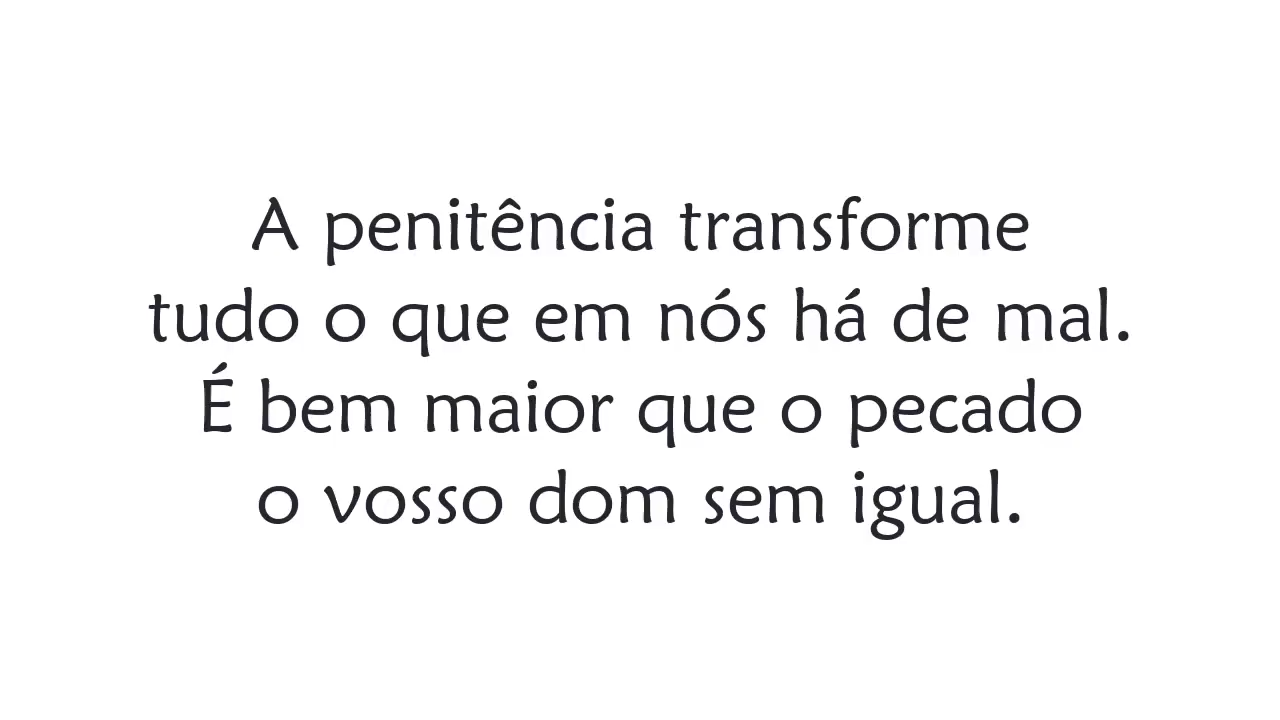 A penitência transforme
tudo o que em nós há de mal.
É bem maior que o pecado
o vosso dom sem igual.